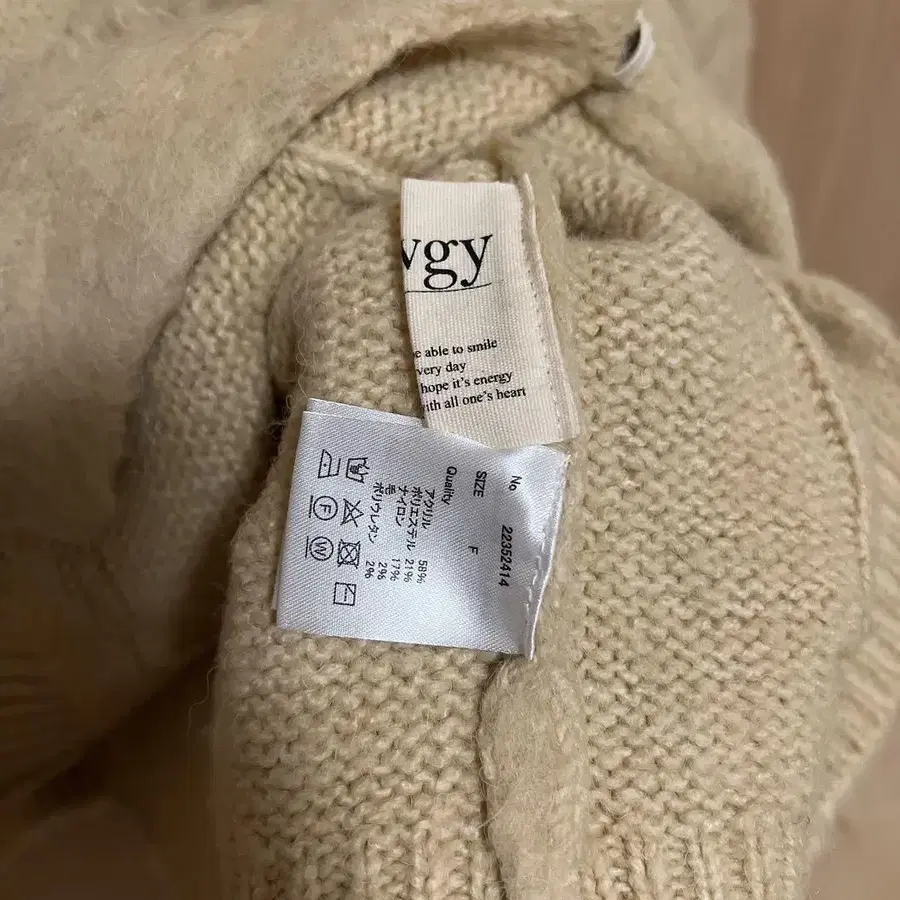 vgy
e able to smile
very day
hope it's energy
ith all one's heart
No 22352414
SIZE F
Quality
アクリル 58%
ポリエステル 21%
ナイロン 17%
毛 2%
ポリウレタン 2%
F
W